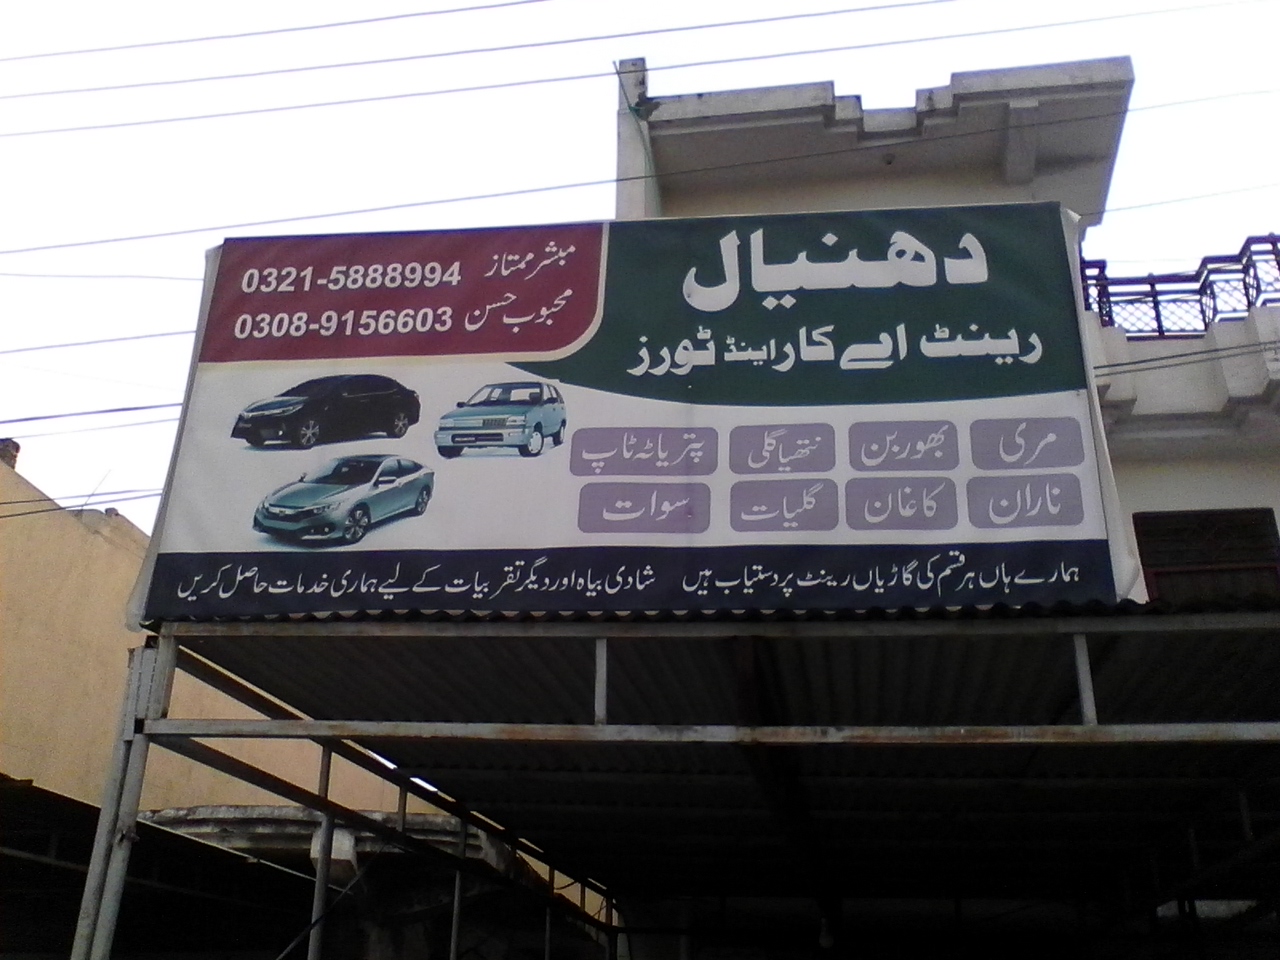 دھنیال
رینٹ اے کار اینڈ ٹورز
مبشر ممتاز 0321-5888994
محبوب حسن 0308-9156603
مری بھوربن نتھیاگلی پتریاٹہ ٹاپ
ناران کاغان گلیات سوات
ہمارے ہاں ہر قسم کی گاڑیاں رینٹ پر دستیاب ہیں شادی بیاہ اور دیگر تقریبات کے لیے ہماری خدمات حاصل کریں